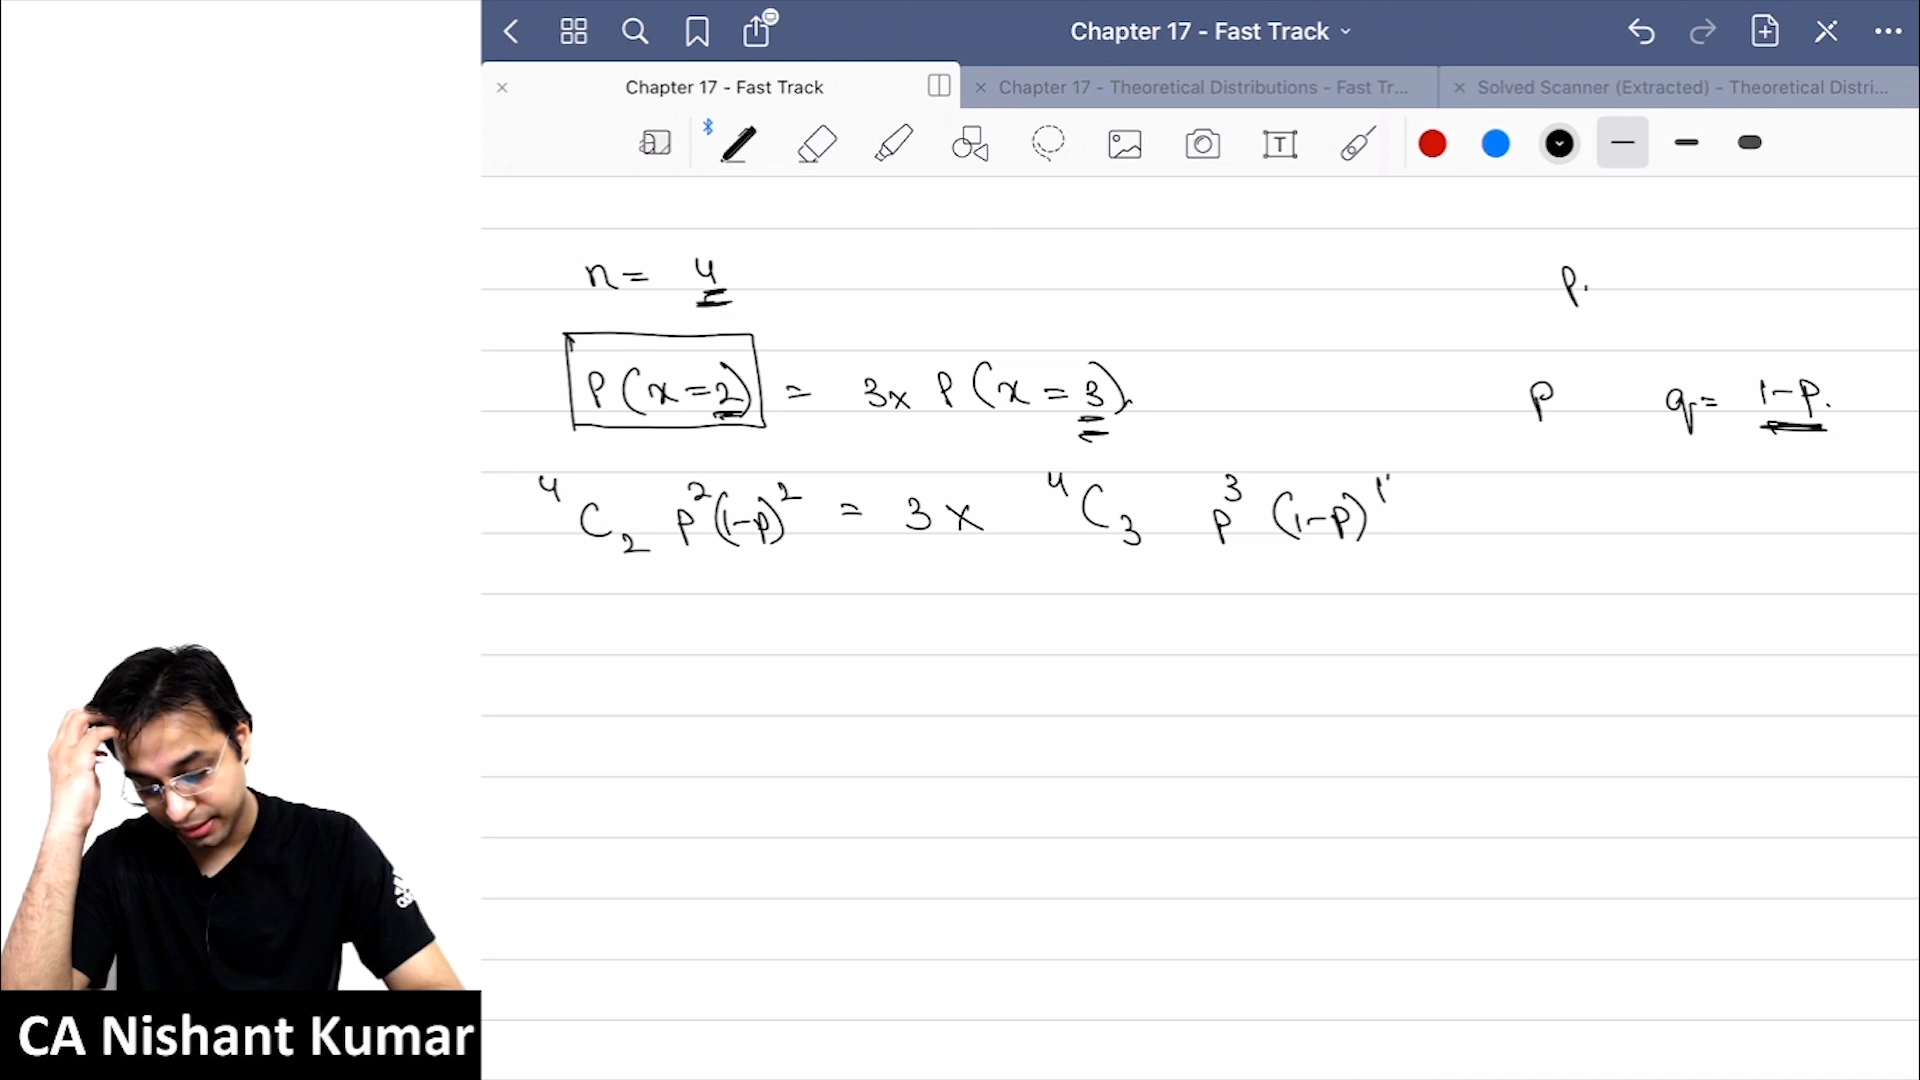 Chapter 17 - Fast Track
Chapter 17 - Fast Track
Chapter 17 - Theoretical Distributions - Fast Tr...
Solved Scanner (Extracted) - Theoretical Distri...
n = 4
p.
P(x=2) = 3x P(x=3)
p q = 1-p.
⁴C₂ p²(1-p)² = 3 x ⁴C₃ p³ (1-p)¹
CA Nishant Kumar